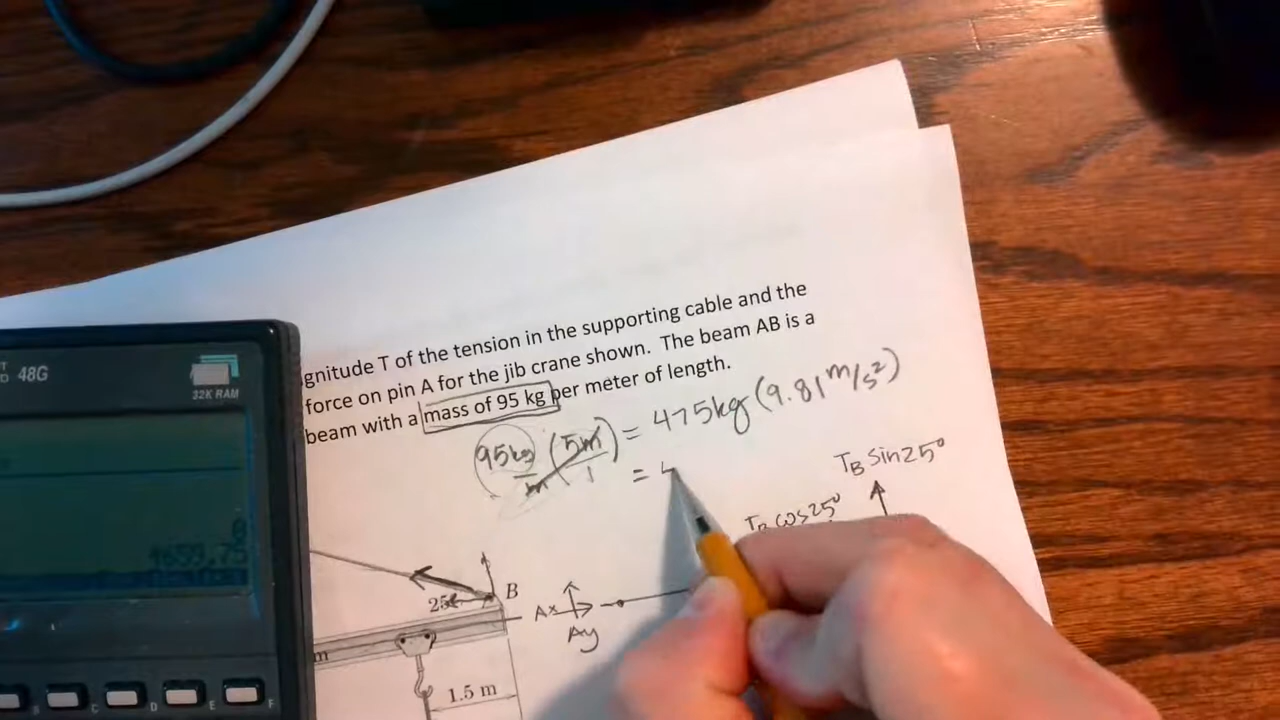 48G
32K RAM
gnitude T of the tension in the supporting cable and the
force on pin A for the jib crane shown. The beam AB is a
beam with a mass of 95 kg per meter of length.
95kg/m (5m/1) = 475kg (9.81m/s²)
= 4
TB sin25°
TB cos25°
4659.75
25
B
Ax
Ay
m
1.5 m
B C D E F